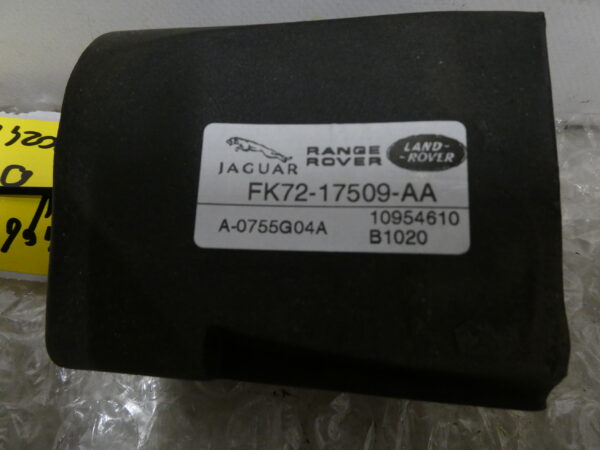 JAGUAR
RANGE ROVER
LAND-
-ROVER
FK72-17509-AA
A-0755G04A
10954610
B1020